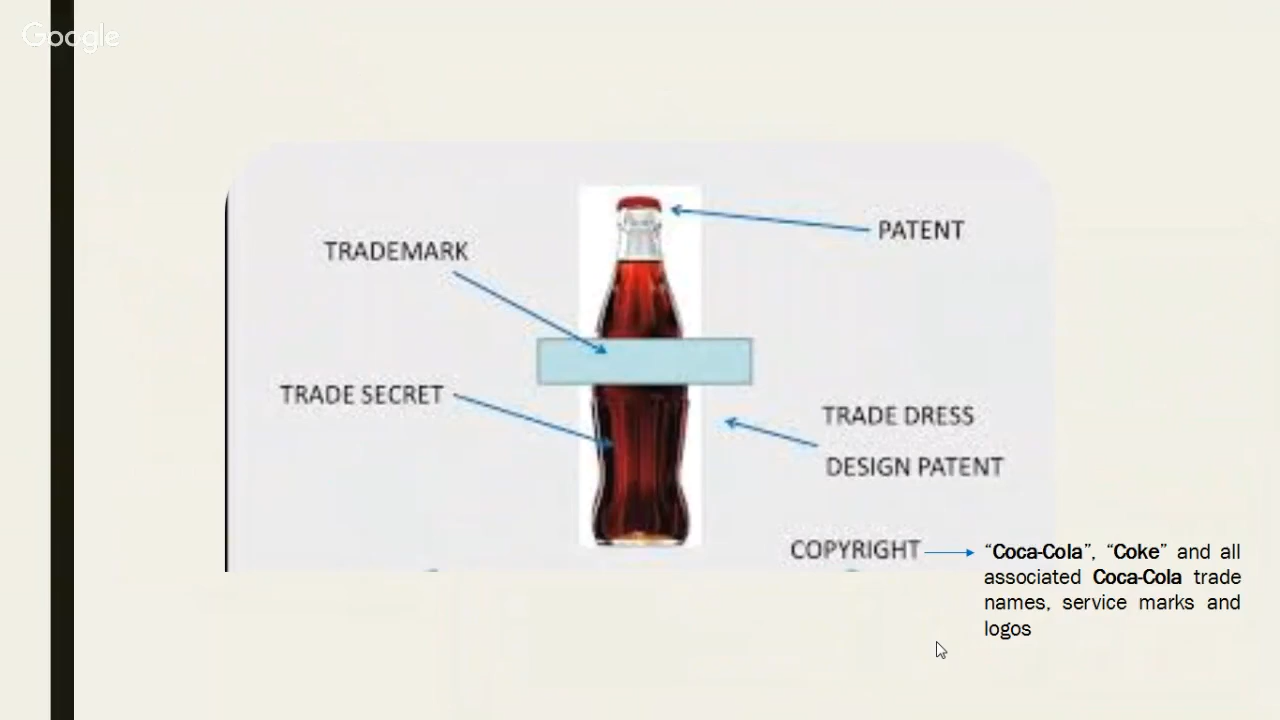 Google
PATENT
TRADEMARK
TRADE SECRET
TRADE DRESS
DESIGN PATENT
COPYRIGHT
“Coca-Cola”, “Coke” and all
associated Coca-Cola trade
names, service marks and
logos